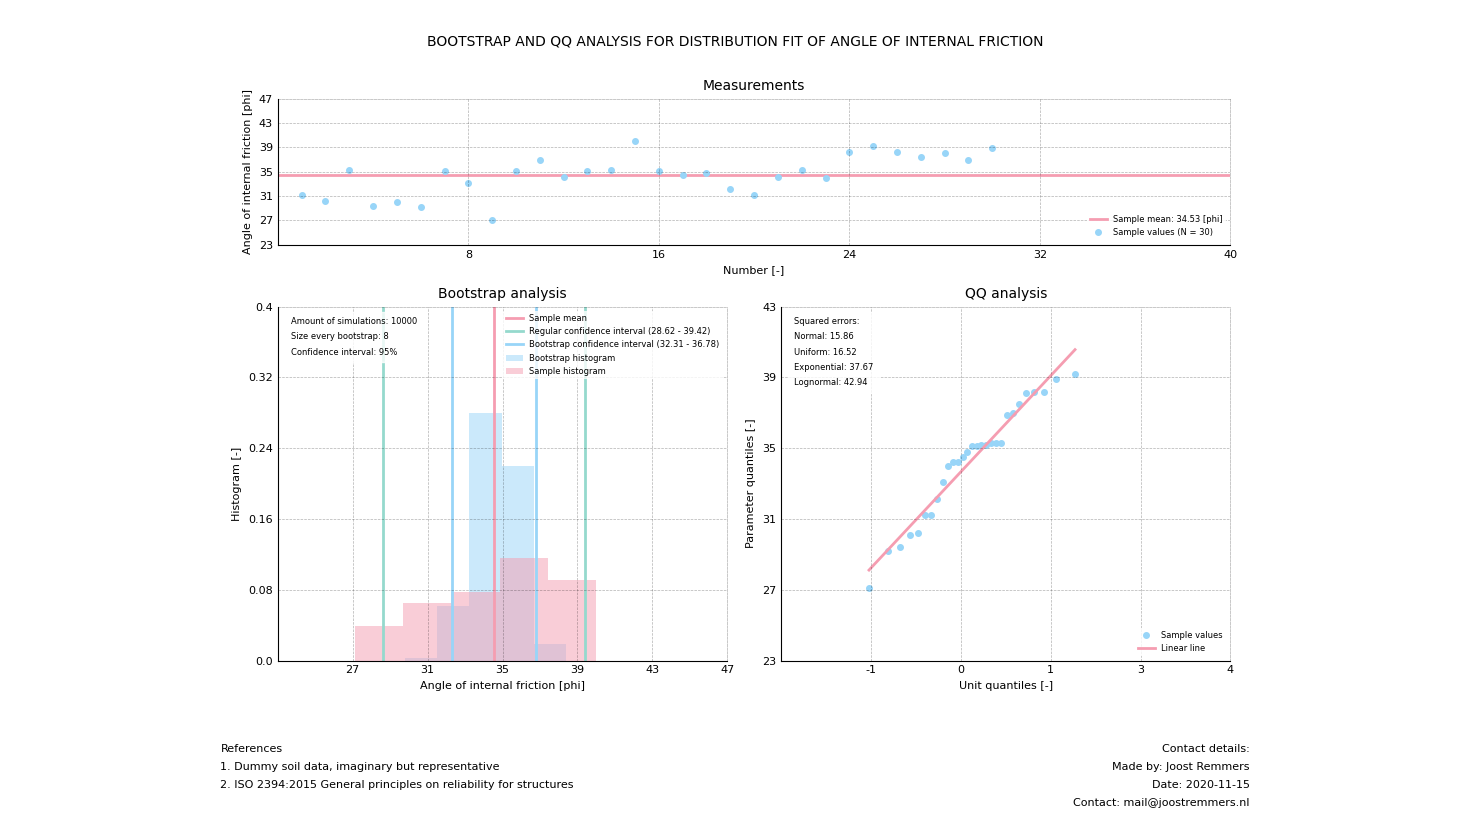 BOOTSTRAP AND QQ ANALYSIS FOR DISTRIBUTION FIT OF ANGLE OF INTERNAL FRICTION
Measurements
Angle of internal friction [phi]
47
43
39
35
31
27
23
Sample mean: 34.53 [phi]
Sample values (N = 30)
8
16
24
32
40
Number [-]
Bootstrap analysis
Histogram [-]
0.4
0.32
0.24
0.16
0.08
0.0
Amount of simulations: 10000
Size every bootstrap: 8
Confidence interval: 95%
Sample mean
Regular confidence interval (28.62 - 39.42)
Bootstrap confidence interval (32.31 - 36.78)
Bootstrap histogram
Sample histogram
27
31
35
39
43
47
Angle of internal friction [phi]
QQ analysis
Parameter quantiles [-]
43
39
35
31
27
23
Squared errors:
Normal: 15.86
Uniform: 16.52
Exponential: 37.67
Lognormal: 42.94
Sample values
Linear line
-1
0
1
3
4
Unit quantiles [-]
References
1. Dummy soil data, imaginary but representative
2. ISO 2394:2015 General principles on reliability for structures
Contact details:
Made by: Joost Remmers
Date: 2020-11-15
Contact: mail@joostremmers.nl